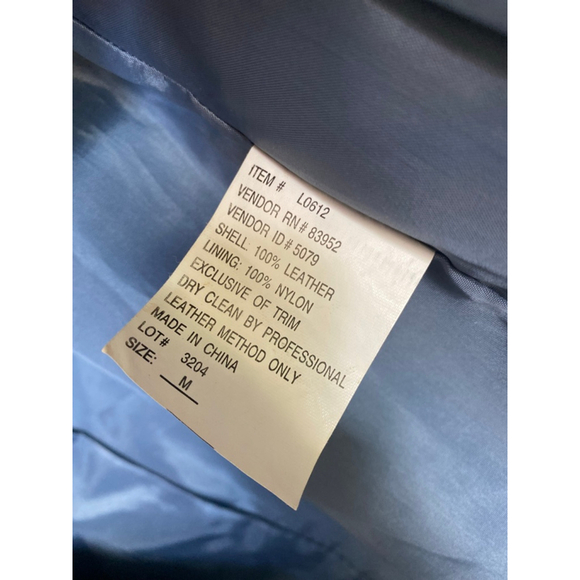 ITEM # L0612
VENDOR RN# 83952
VENDOR ID# 5079
SHELL: 100% LEATHER
LINING: 100% NYLON
EXCLUSIVE OF TRIM
DRY CLEAN BY PROFESSIONAL
LEATHER METHOD ONLY
MADE IN CHINA
LOT# 3204
SIZE: M